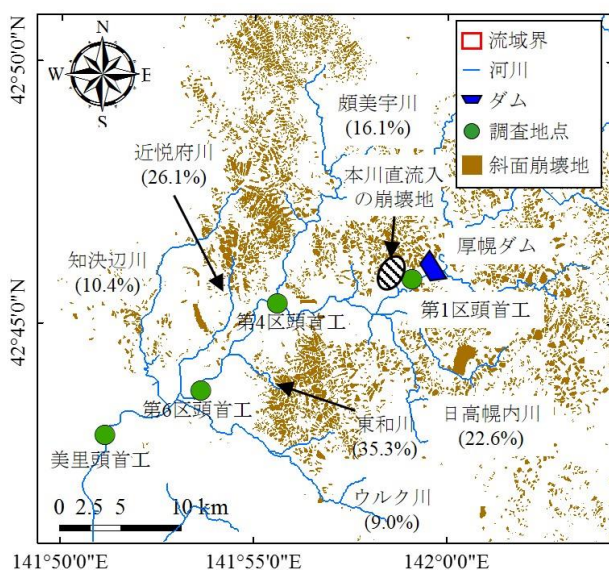 42°50'0"N
42°45'0"N
N
W
E
S
流域界
河川
ダム
調査地点
斜面崩壊地
頗美宇川
(16.1%)
近悦府川
(26.1%)
本川直流入
の崩壊地
知決辺川
(10.4%)
厚幌ダム
第1区頭首工
第4区頭首工
第6区頭首工
東和川
(35.3%)
日高幌内川
(22.6%)
美里頭首工
ウルク川
(9.0%)
0 2.5 5 10 km
141°50'0"E
141°55'0"E
142°0'0"E